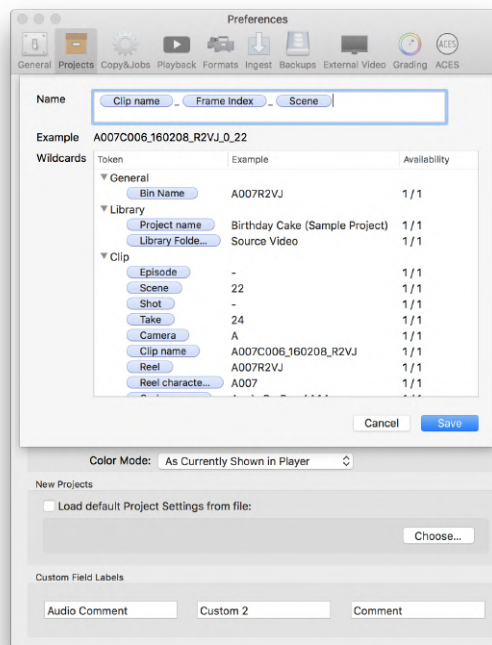 Preferences
General Projects Copy&Jobs Playback Formats Ingest Backups External Video Grading ACES
Name Clip name _ Frame Index _ Scene
Example A007C006_160208_R2VJ_0_22
Wildcards Token Example Availability
General
Bin Name A007R2VJ 1/1
Library
Project name Birthday Cake (Sample Project) 1/1
Library Folde... Source Video 1/1
Clip
Episode - 1/1
Scene 22 1/1
Shot - 1/1
Take 24 1/1
Camera A 1/1
Clip name A007C006_160208_R2VJ 1/1
Reel A007R2VJ 1/1
Reel characte... A007 1/1
Cancel Save
Color Mode: As Currently Shown in Player
New Projects
Load default Project Settings from file:
Choose...
Custom Field Labels
Audio Comment Custom 2 Comment